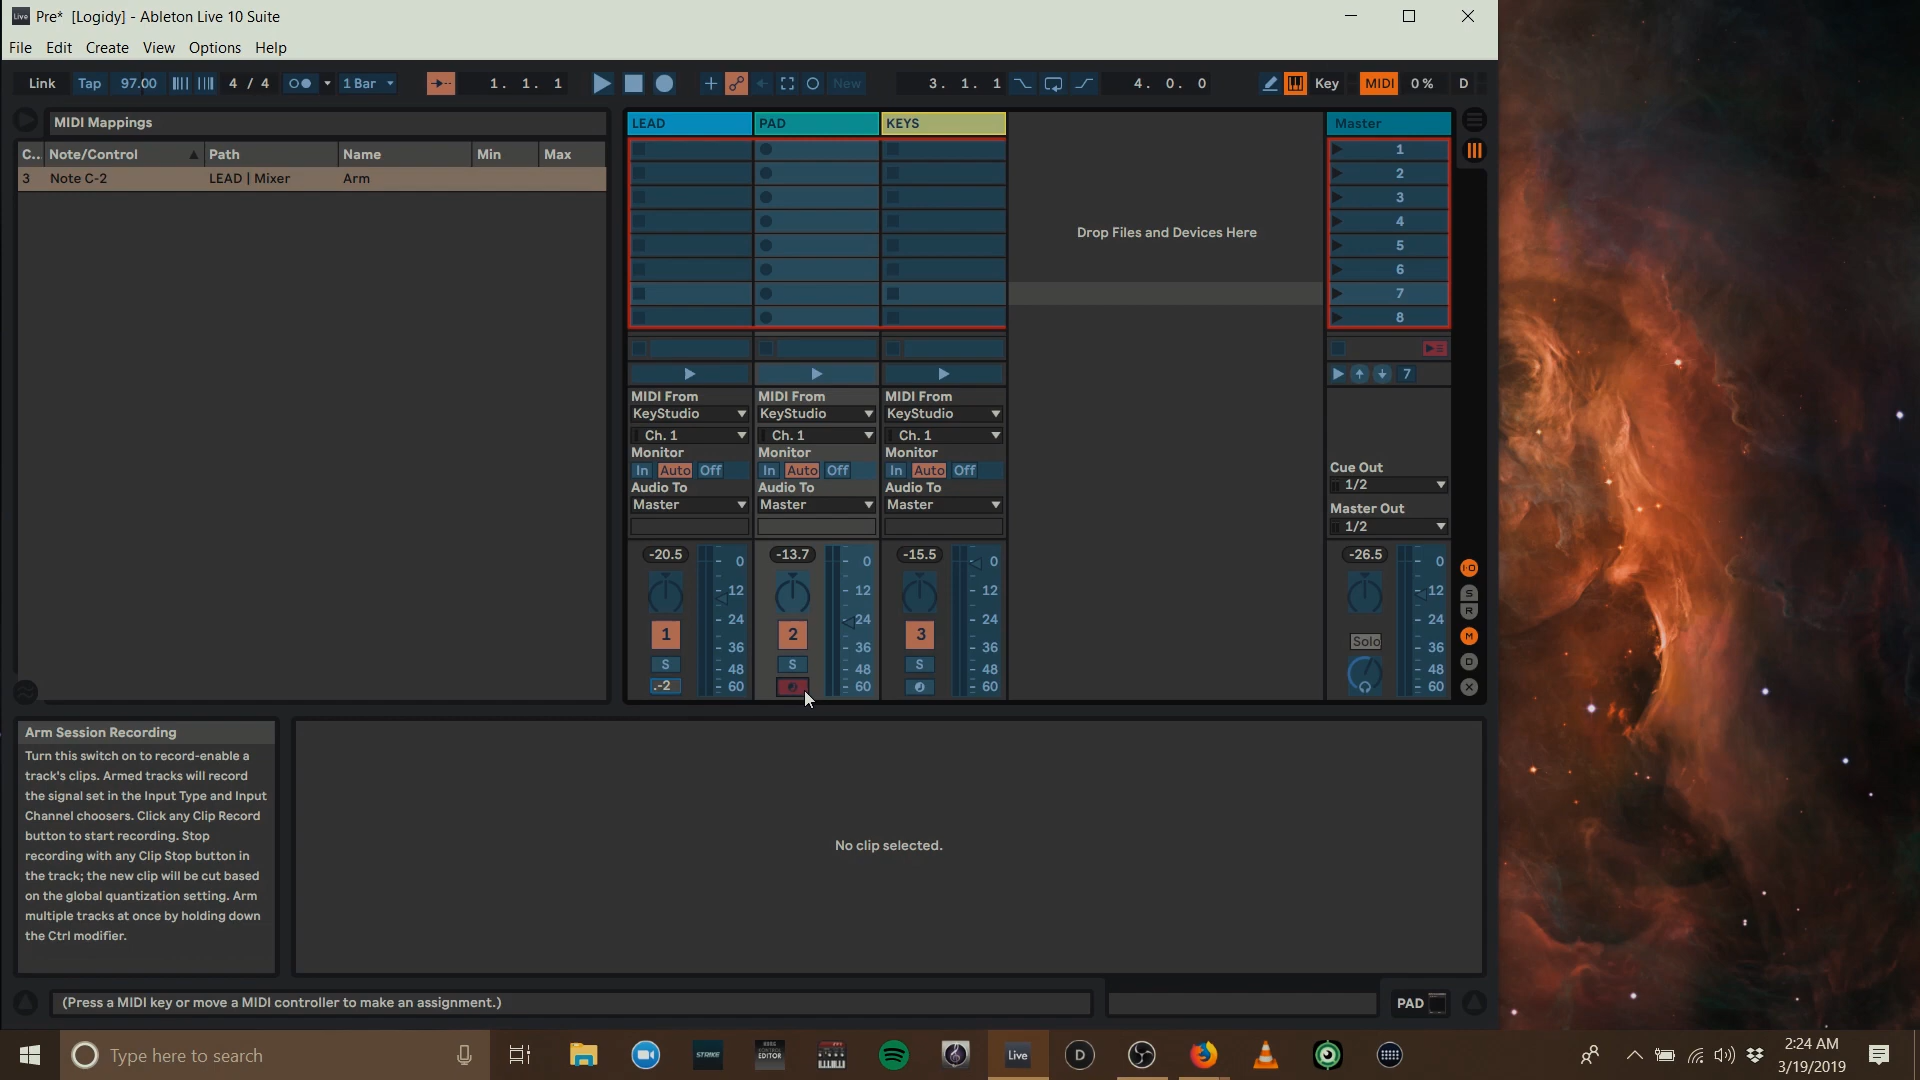 Live Pre* [Logidy] - Ableton Live 10 Suite
File Edit Create View Options Help
Link Tap 97.00 4 / 4 1 Bar 1. 1. 1 New 3. 1. 1 4. 0. 0 Key MIDI 0 % D
MIDI Mappings
C.. Note/Control Path Name Min Max
3 Note C-2 LEAD | Mixer Arm
LEAD PAD KEYS Master
1
2
3
4
5
6
7
8
Drop Files and Devices Here
7
MIDI From MIDI From MIDI From
KeyStudio KeyStudio KeyStudio
Ch. 1 Ch. 1 Ch. 1
Monitor Monitor Monitor
In Auto Off In Auto Off In Auto Off
Audio To Audio To Audio To
Master Master Master
Cue Out
1/2
Master Out
1/2
-20.5 0 -13.7 0 -15.5 0 -26.5 0
12 12 12 12
24 24 24 24
1 36 2 36 3 36 Solo 36
S 48 S 48 S 48 48
.-2 60 60 60 60
I-O
S
R
M
D
X
Arm Session Recording
Turn this switch on to record-enable a
track's clips. Armed tracks will record
the signal set in the Input Type and Input
Channel choosers. Click any Clip Record
button to start recording. Stop
recording with any Clip Stop button in
the track; the new clip will be cut based
on the global quantization setting. Arm
multiple tracks at once by holding down
the Ctrl modifier.
No clip selected.
(Press a MIDI key or move a MIDI controller to make an assignment.)
PAD
Type here to search
STRIKE
EDITOR
Live
D
2:24 AM
3/19/2019